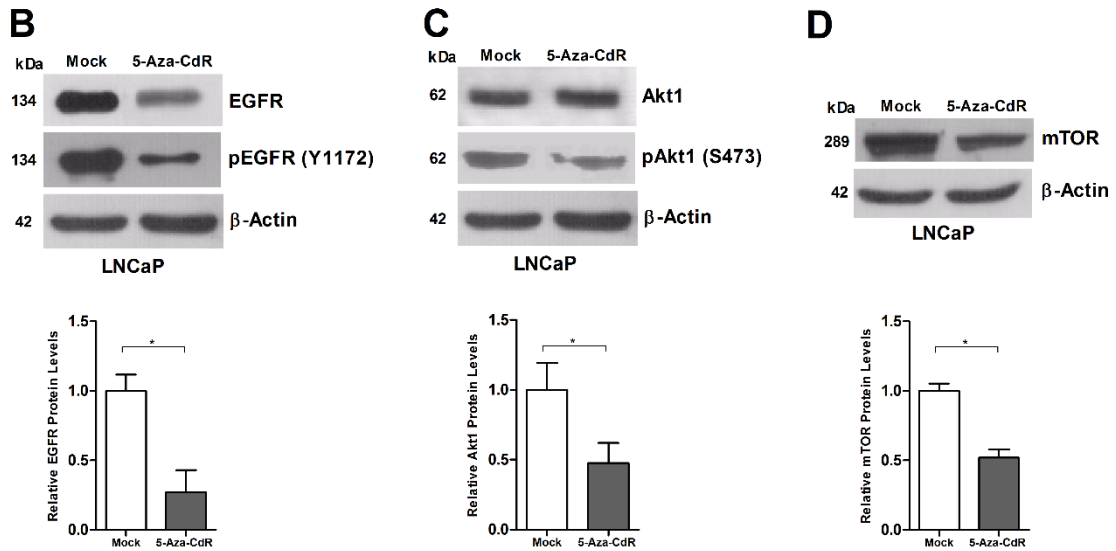 B
kDa
Mock 5-Aza-CdR
134
EGFR
134
pEGFR (Y1172)
42
β-Actin
LNCaP
Relative EGFR Protein Levels
1.5
1.0
0.5
0.0
*
Mock 5-Aza-CdR
C
kDa
Mock 5-Aza-CdR
62
Akt1
62
pAkt1 (S473)
42
β-Actin
LNCaP
Relative Akt1 Protein Levels
1.5
1.0
0.5
0.0
*
Mock 5-Aza-CdR
D
kDa
Mock 5-Aza-CdR
289
mTOR
42
β-Actin
LNCaP
Relative mTOR Protein Levels
1.5
1.0
0.5
0.0
*
Mock 5-Aza-CdR